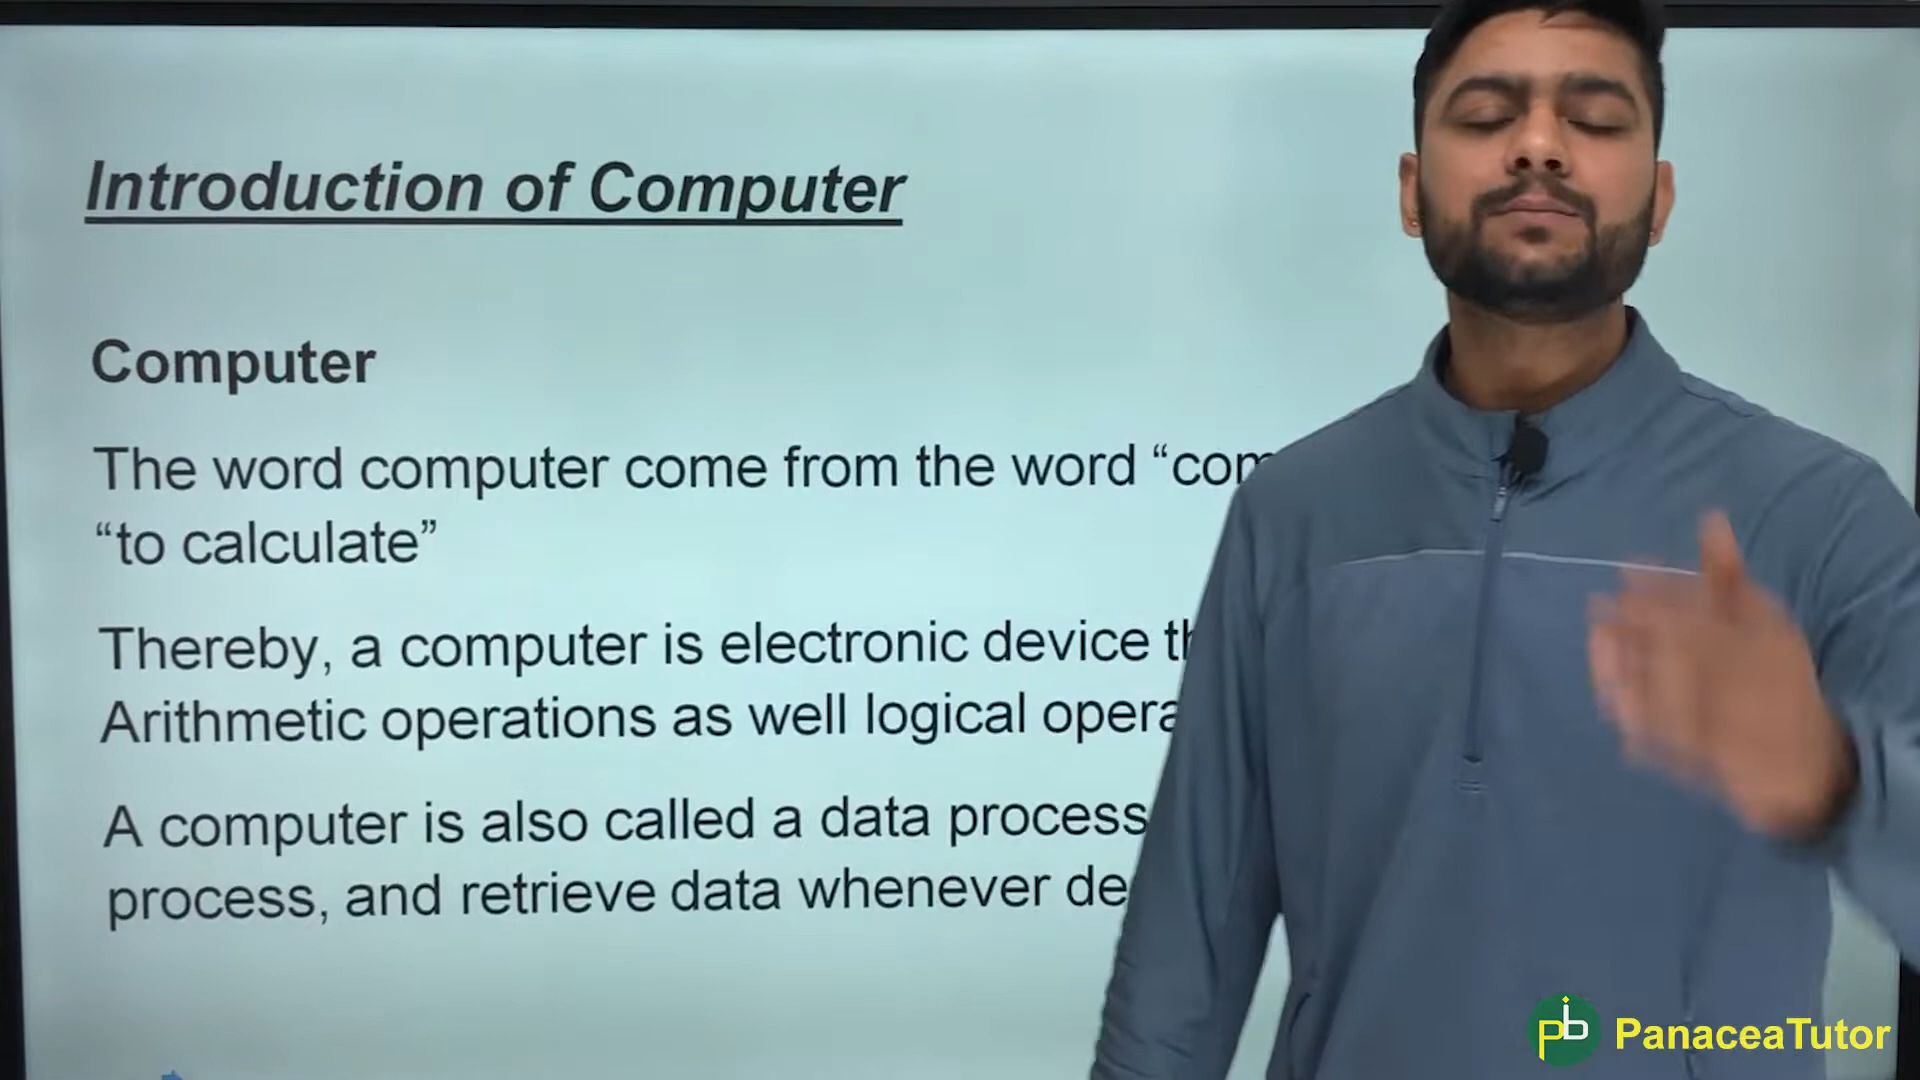 Introduction of Computer
Computer
The word computer come from the word “com
“to calculate”
Thereby, a computer is electronic device th
Arithmetic operations as well logical opera
A computer is also called a data process
process, and retrieve data whenever de
pib PanaceaTutor